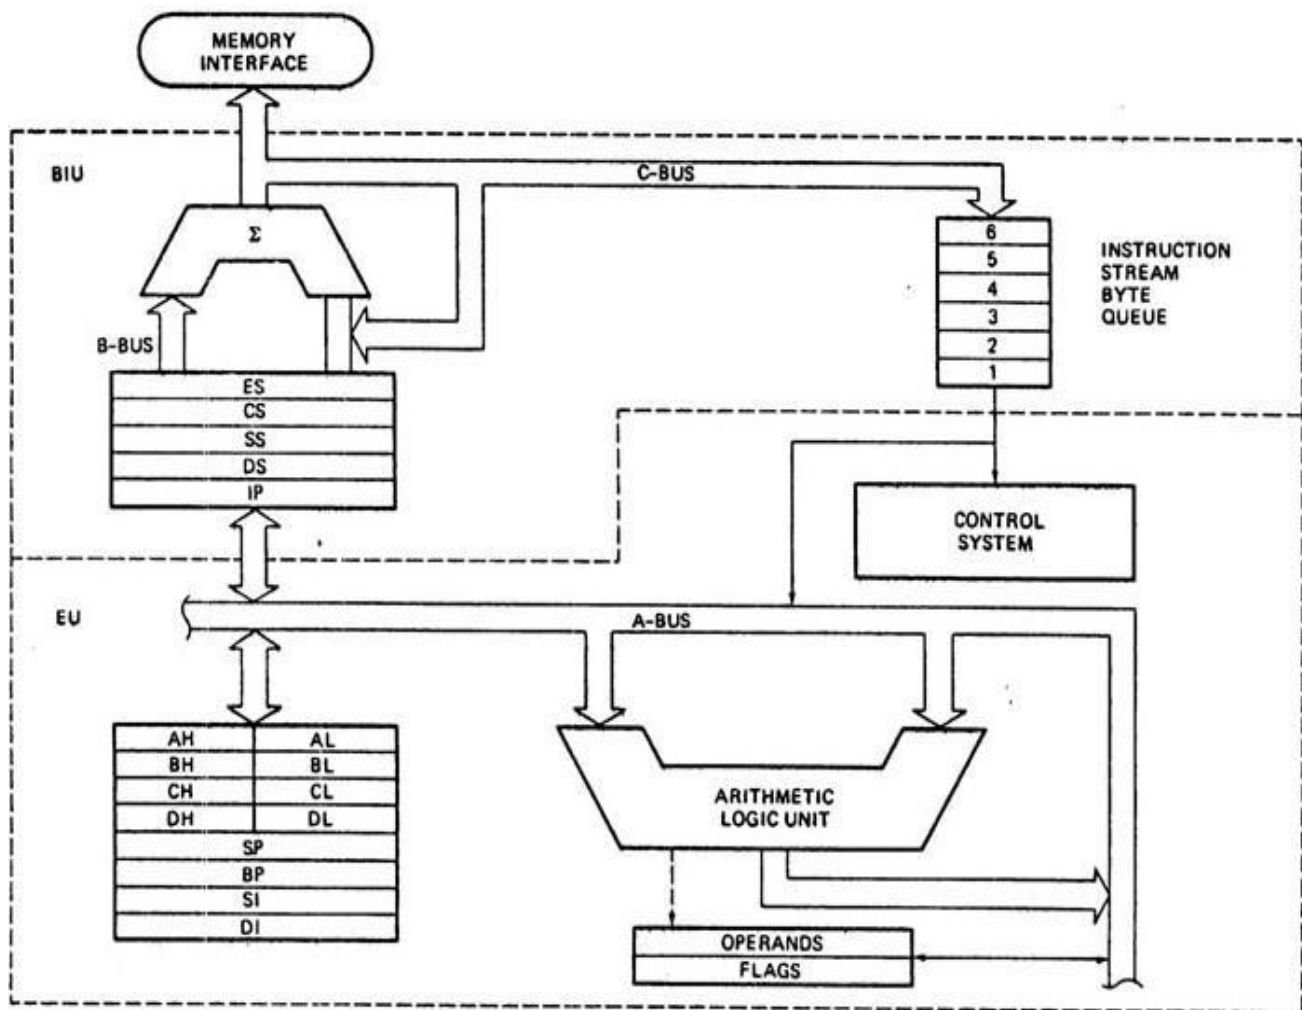 MEMORY
INTERFACE
BIU
C-BUS
Σ
6
5
4
3
2
1
INSTRUCTION
STREAM
BYTE
QUEUE
B-BUS
ES
CS
SS
DS
IP
CONTROL
SYSTEM
EU
A-BUS
AH AL
BH BL
CH CL
DH DL
SP
BP
SI
DI
ARITHMETIC
LOGIC UNIT
OPERANDS
FLAGS